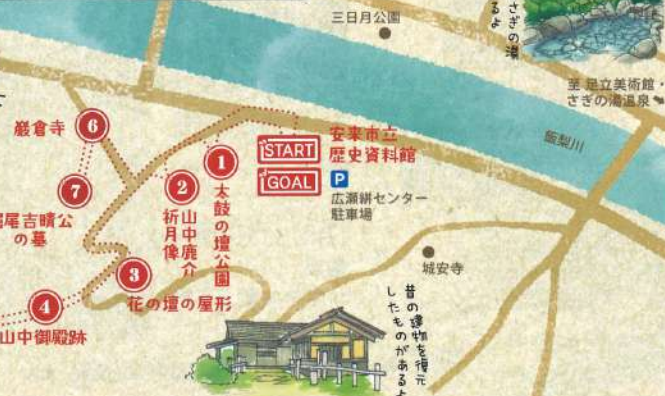 三日月公園
さぎの湯
るよ
至 足立美術館・
さぎの湯温泉
飯梨川
巌倉寺
6
START
GOAL
安来市立
歴史資料館
P
広瀬絣センター
駐車場
1
太鼓の壇公園
2
山中鹿介
祈月像
7
尾吉晴公
の墓
3
花の壇の屋形
4
山中御殿跡
城安寺
昔の建物を復元
したものがあるよ